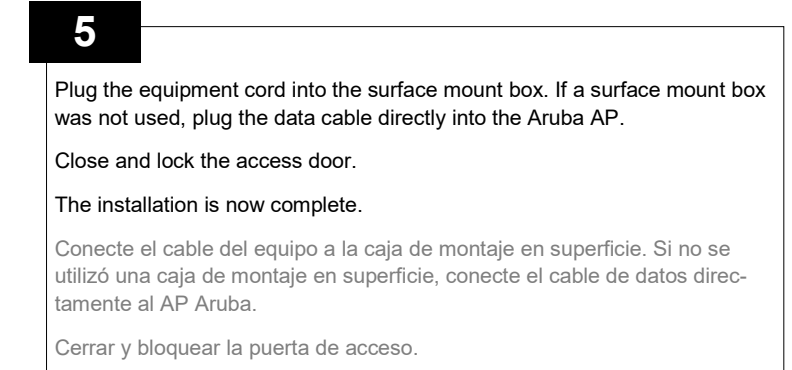 5
Plug the equipment cord into the surface mount box. If a surface mount box
was not used, plug the data cable directly into the Aruba AP.
Close and lock the access door.
The installation is now complete.
Conecte el cable del equipo a la caja de montaje en superficie. Si no se
utilizó una caja de montaje en superficie, conecte el cable de datos direc-
tamente al AP Aruba.
Cerrar y bloquear la puerta de acceso.